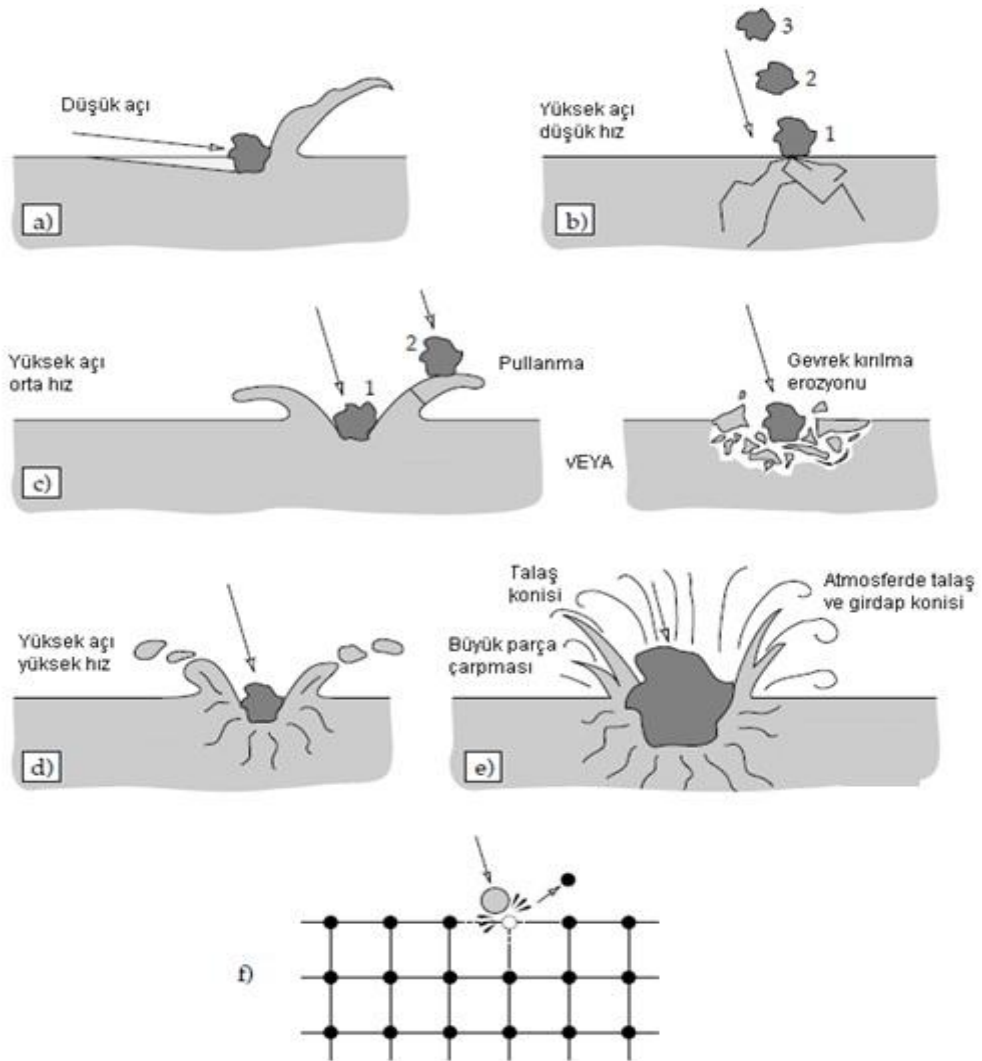 3
2
1
Düşük açı
Yüksek açı
düşük hız
a)
b)
Yüksek açı
orta hız
2
1
Pullanma
Gevrek kırılma
erozyonu
VEYA
c)
Talaş
konisi
Atmosferde talaş
ve girdap konisi
Yüksek açı
yüksek hız
Büyük parça
çarpması
d)
e)
f)